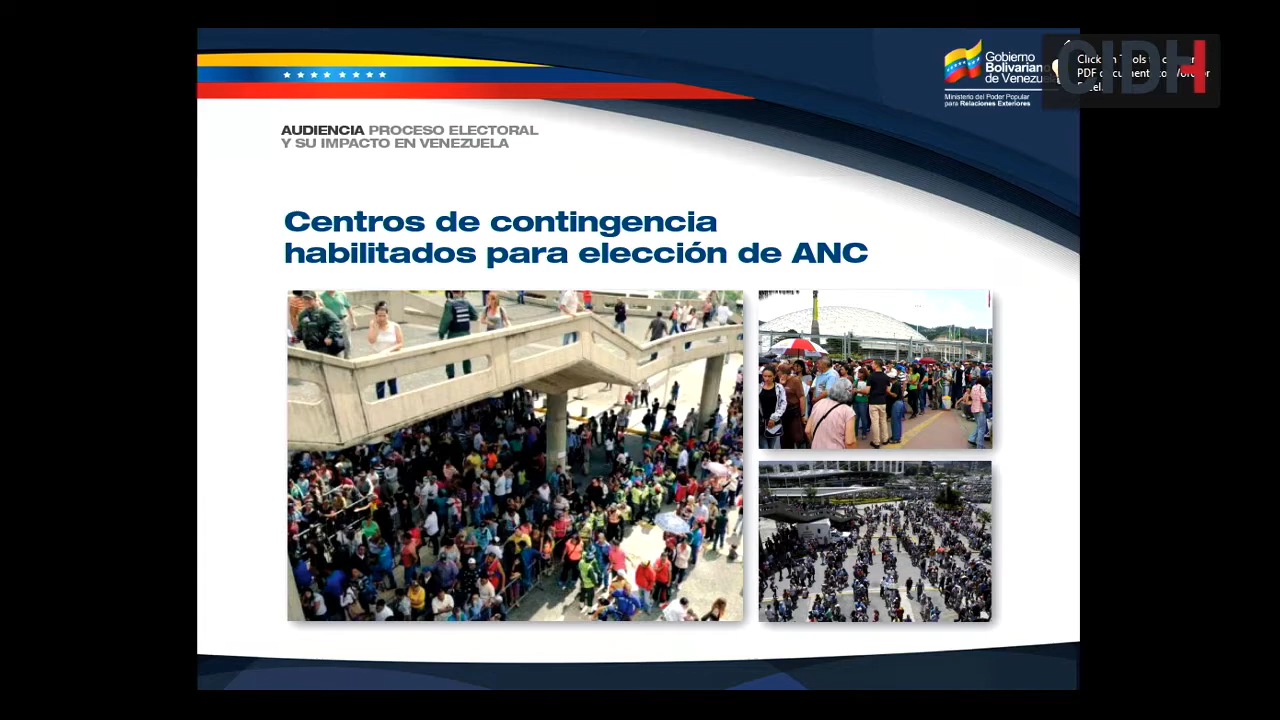 Gobierno
Bolivariano
de Venezuela
Ministerio del Poder Popular
para Relaciones Exteriores
CIDH
AUDIENCIA PROCESO ELECTORAL
Y SU IMPACTO EN VENEZUELA
Centros de contingencia
habilitados para elección de ANC